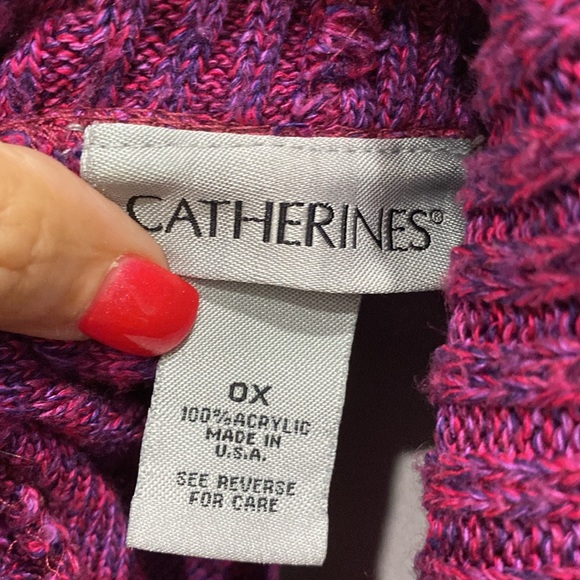 CATHERINES®
0X
100% ACRYLIC
MADE IN
U.S.A.
SEE REVERSE
FOR CARE